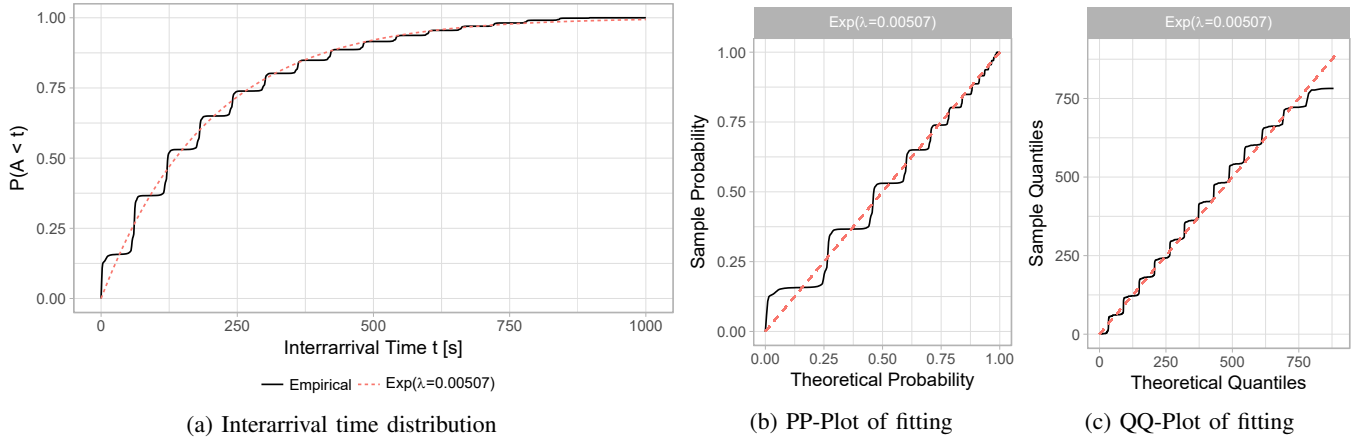 1.00
0.75
0.50
0.25
0.00
P(A < t)
0 250 500 750 1000
Interrarrival Time t [s]
Empirical Exp(λ=0.00507)
(a) Interarrival time distribution
Exp(λ=0.00507)
1.00
0.75
0.50
0.25
0.00
Sample Probability
0.00 0.25 0.50 0.75 1.00
Theoretical Probability
(b) PP-Plot of fitting
Exp(λ=0.00507)
750
500
250
0
Sample Quantiles
0 250 500 750
Theoretical Quantiles
(c) QQ-Plot of fitting